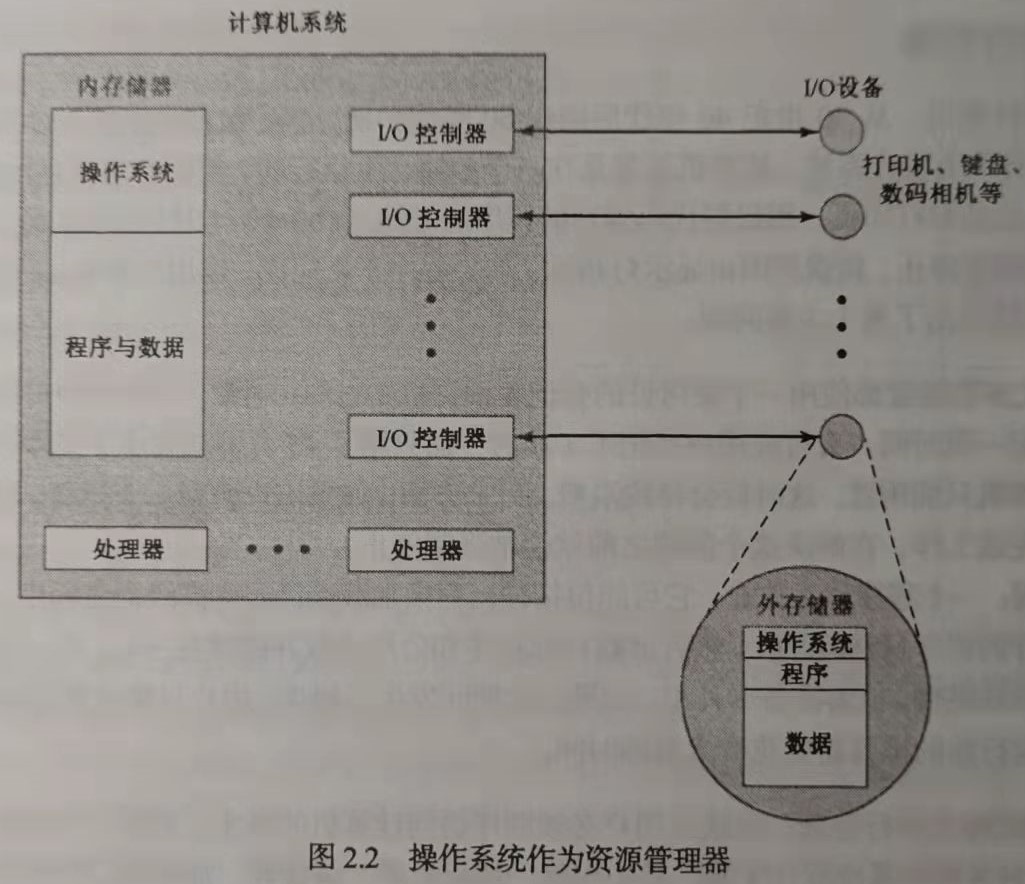 计算机系统
内存储器
操作系统
程序与数据
I/O 控制器
I/O 控制器
I/O 控制器
处理器
处理器
I/O设备
打印机、键盘、
数码相机等
外存储器
操作系统
程序
数据
图 2.2 操作系统作为资源管理器